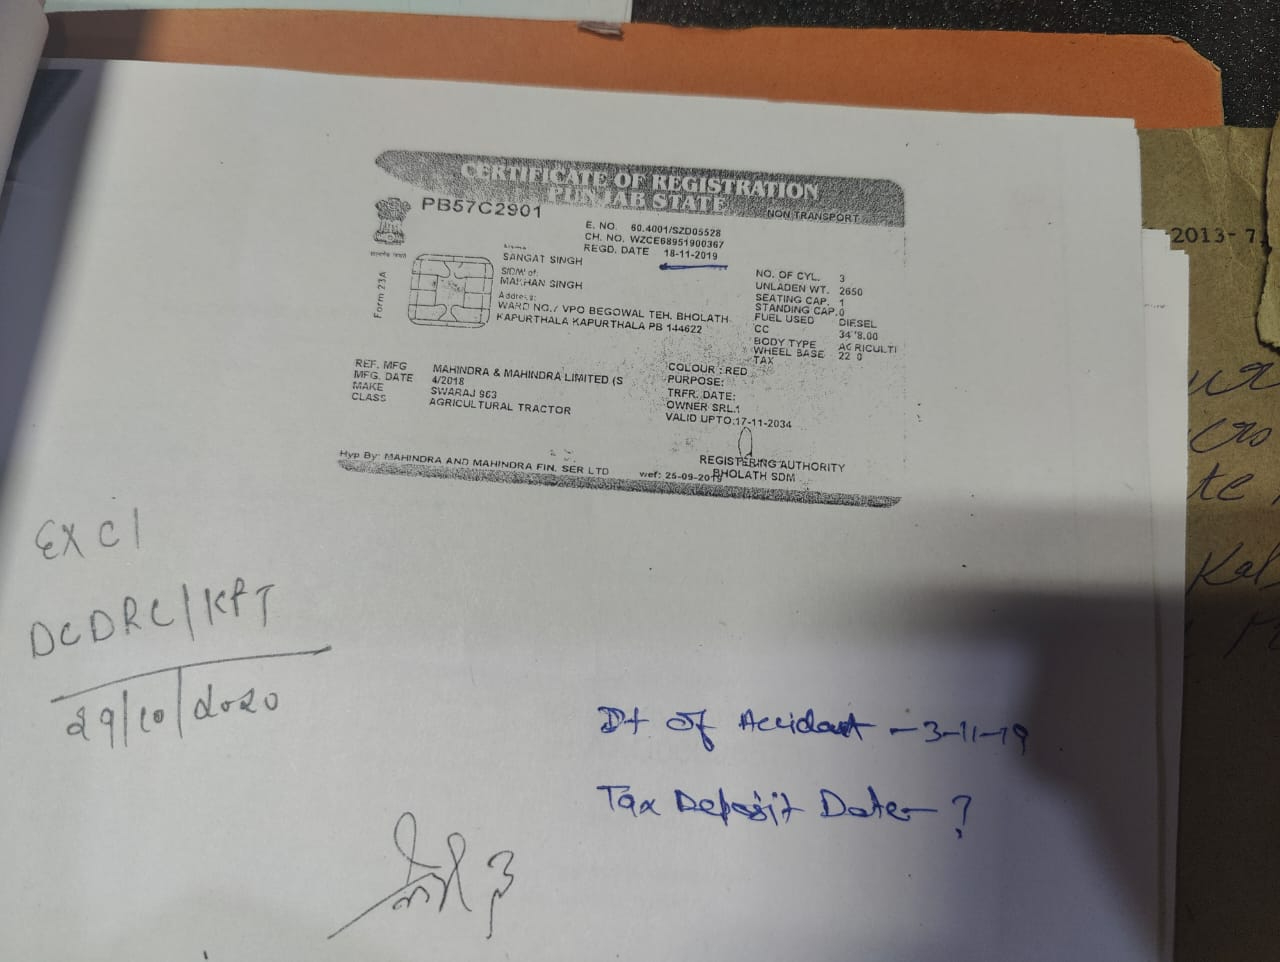 CERTIFICATE OF REGISTRATION
PUNJAB STATE
NON TRANSPORT
PB57C2901
E. NO. 60.4001/SZD05528
CH. NO. WZCE68951900367
REGD. DATE 18-11-2019
Form 23A
Name
SANGAT SINGH
S/D/W of:
MAKHAN SINGH
Address:
WARD NO./ VPO BEGOWAL TEH. BHOLATH
KAPURTHALA KAPURTHALA PB 144622
NO. OF CYL. 3
UNLADEN WT. 2650
SEATING CAP. 1
STANDING CAP.0
FUEL USED DIESEL
CC
BODY TYPE AGRICULTI
WHEEL BASE
TAX
REF. MFG MAHINDRA & MAHINDRA LIMITED (S
MFG. DATE 4/2018
MAKE SWARAJ 963
CLASS AGRICULTURAL TRACTOR
COLOUR : RED
PURPOSE:
TRFR. DATE:
OWNER SRL.:
VALID UPTO:17-11-2034
REGISTERING AUTHORITY
BHOLATH SDM
Hyp By: MAHINDRA AND MAHINDRA FIN. SER LTD wef: 25-09-2019
EX C1
DCDRC/KPT
29/10/2020
Dt of Accident - 3-11-19
Tax Deposit Date - ?
2013-7,